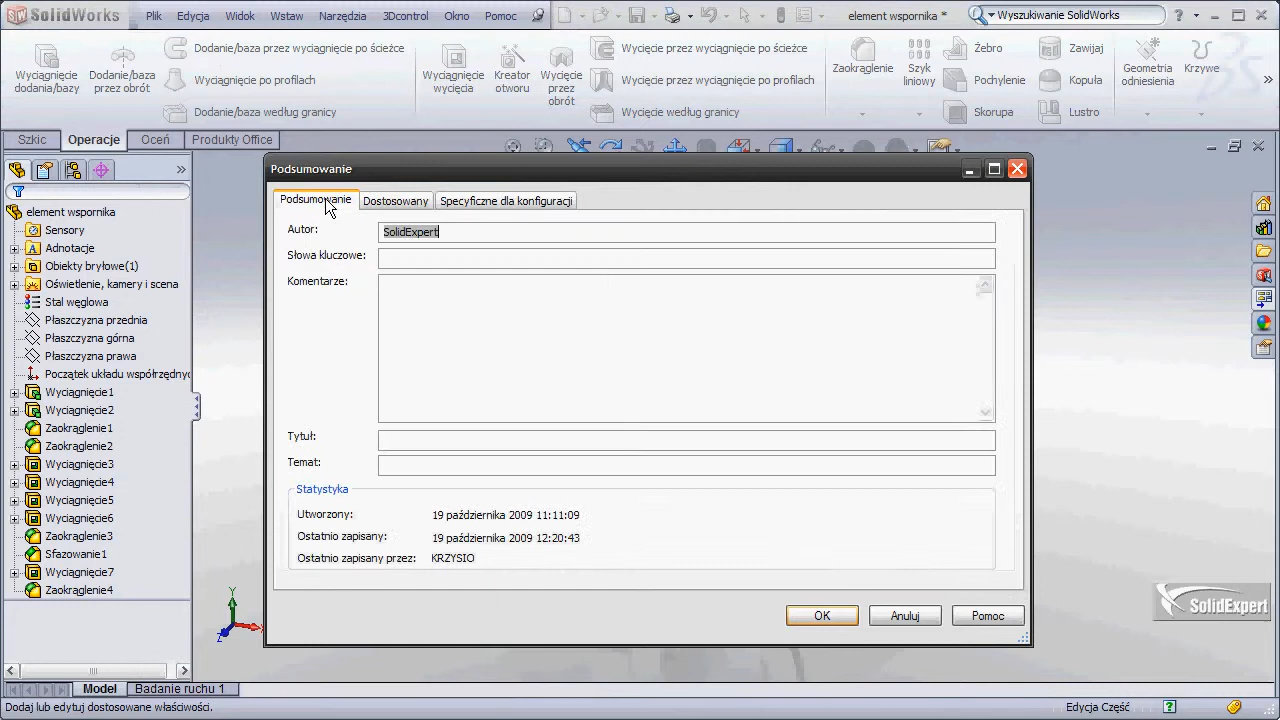 SolidWorks
Plik Edycja Widok Wstaw Narzędzia 3Dcontrol Okno Pomoc
element wspornika *
Wyszukiwanie SolidWorks
Wyciągnięcie dodania/bazy
Dodanie/baza przez obrót
Dodanie/baza przez wyciągnięcie po ścieżce
Wyciągnięcie po profilach
Dodanie/baza według granicy
Wyciągnięcie wycięcia
Kreator otworu
Wycięcie przez obrót
Wycięcie przez wyciągnięcie po ścieżce
Wycięcie przez wyciągnięcie po profilach
Wycięcie według granicy
Zaokrąglenie
Szyk liniowy
Żebro
Pochylenie
Skorupa
Zawijaj
Kopuła
Lustro
Geometria odniesienia
Krzywe
Szkic Operacje Oceń Produkty Office
element wspornika
Sensory
Adnotacje
Obiekty bryłowe(1)
Oświetlenie, kamery i scena
Stal węglowa
Płaszczyzna przednia
Płaszczyzna górna
Płaszczyzna prawa
Początek układu współrzędnyc
Wyciągnięcie1
Wyciągnięcie2
Zaokrąglenie1
Zaokrąglenie2
Wyciągnięcie3
Wyciągnięcie4
Wyciągnięcie5
Wyciągnięcie6
Zaokrąglenie3
Sfazowanie1
Wyciągnięcie7
Zaokrąglenie4
Podsumowanie
Podsumowanie Dostosowany Specyficzne dla konfiguracji
Autor: SolidExpert
Słowa kluczowe:
Komentarze:
Tytuł:
Temat:
Statystyka
Utworzony: 19 października 2009 11:11:09
Ostatnio zapisany: 19 października 2009 12:20:43
Ostatnio zapisany przez: KRZYSIO
OK Anuluj Pomoc
SolidExpert
Y
Z
Model Badanie ruchu 1
Dodaj lub edytuj dostosowane właściwości.
Edycja Część